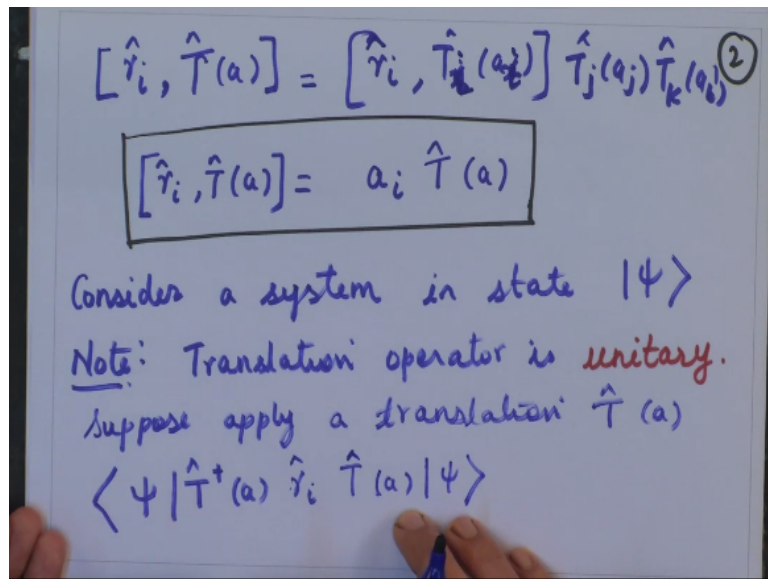 [r̂ᵢ, T̂(a)] = [r̂ᵢ, T̂ᵢ(aᵢ)] T̂ⱼ(aⱼ) T̂ₖ(aₖ) ②
[r̂ᵢ, T̂(a)] = aᵢ T̂(a)
Consider a system in state |ψ⟩
Note: Translation operator is unitary.
Suppose apply a translation T̂(a)
⟨ψ|T̂†(a) r̂ᵢ T̂(a)|ψ⟩